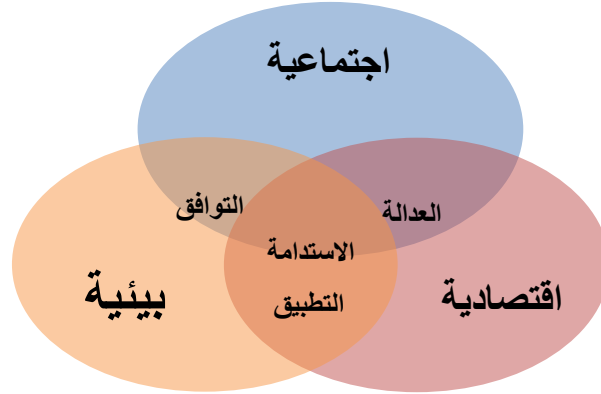 اجتماعية
العدالة
التوافق
الاستدامة
التطبيق
اقتصادية
بيئية